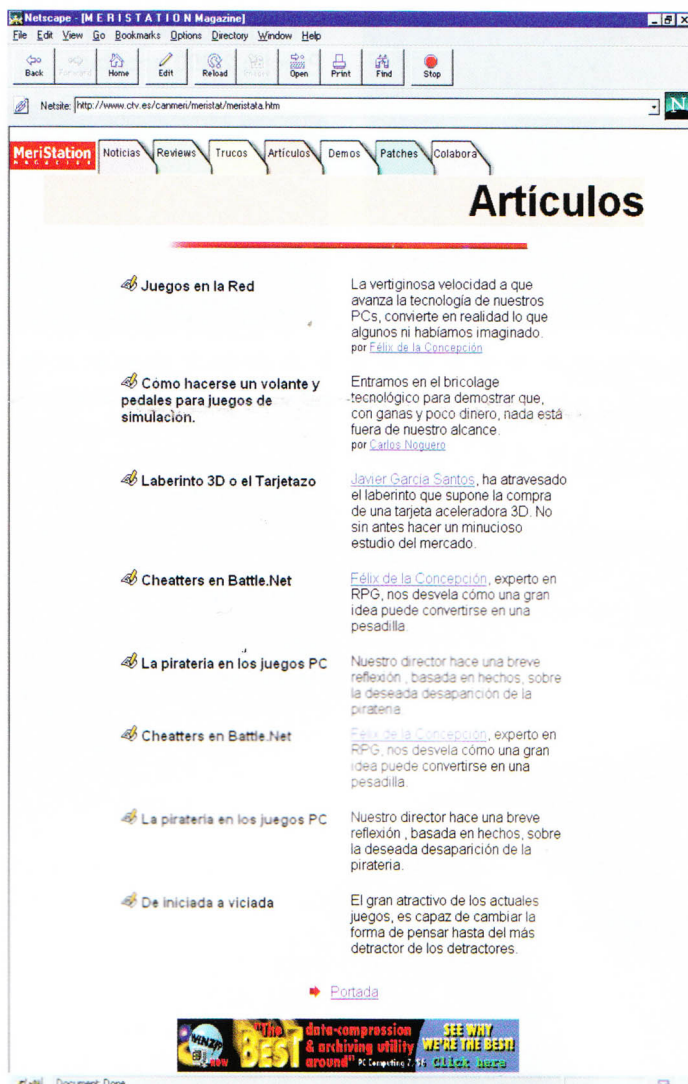 Netscape - [M E R I S T A T I O N Magazine]
File Edit View Go Bookmarks Options Directory Window Help
Back Forward Home Edit Reload Images Open Print Find Stop
Netsite: http://www.ctv.es/canmeri/meristat/meristata.htm
N
MeriStation Noticias Reviews Trucos Artículos Demos Patches Colabora
MAGAZINE
Artículos
Juegos en la Red
La vertiginosa velocidad a que
avanza la tecnología de nuestros
PCs, convierte en realidad lo que
algunos ni habíamos imaginado.
por Félix de la Concepción
Cómo hacerse un volante y
pedales para juegos de
simulación.
Entramos en el bricolage
tecnológico para demostrar que,
con ganas y poco dinero, nada está
fuera de nuestro alcance.
por Carlos Noguero
Laberinto 3D o el Tarjetazo
Javier García Santos, ha atravesado
el laberinto que supone la compra
de una tarjeta aceleradora 3D. No
sin antes hacer un minucioso
estudio del mercado.
Cheatters en Battle.Net
Félix de la Concepción, experto en
RPG, nos desvela cómo una gran
idea puede convertirse en una
pesadilla.
La pirateria en los juegos PC
Nuestro director hace una breve
reflexión , basada en hechos, sobre
la deseada desaparición de la
pirateria.
Cheatters en Battle.Net
Félix de la Concepción, experto en
RPG, nos desvela cómo una gran
idea puede convertirse en una
pesadilla.
La pirateria en los juegos PC
Nuestro director hace una breve
reflexión , basada en hechos, sobre
la deseada desaparición de la
pirateria.
De iniciada a viciada
El gran atractivo de los actuales
juegos, es capaz de cambiar la
forma de pensar hasta del más
detractor de los detractores.
Portada
WINZIP
now
"The BEST data-compression
& archiving utility
around" PC Computing
SEE WHY
WE'RE THE BEST!
Click here
Document: Done